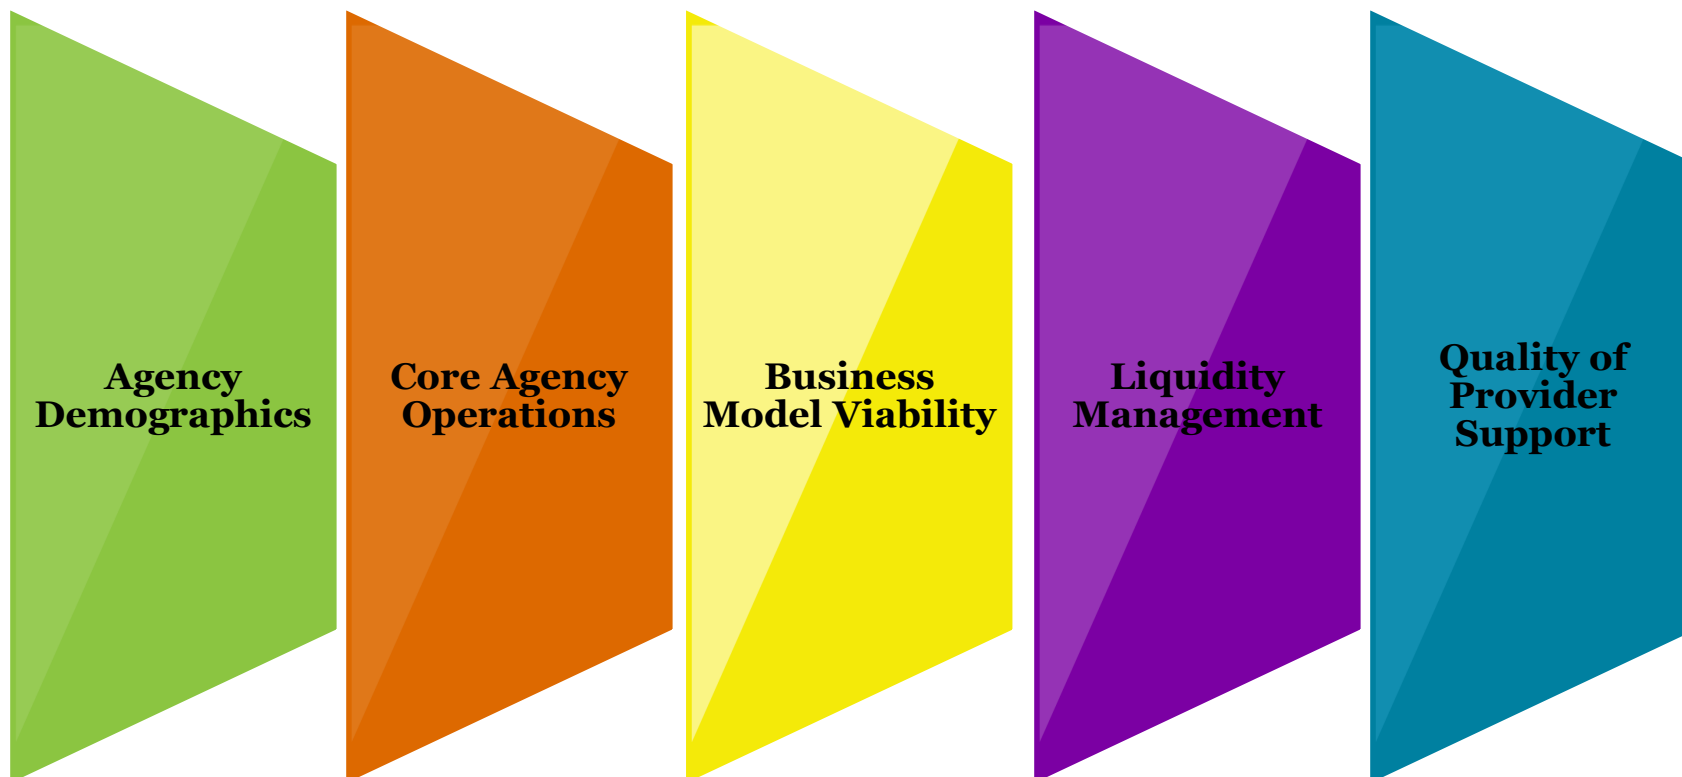 Agency
Demographics
Core Agency
Operations
Business
Model Viability
Liquidity
Management
Quality of
Provider
Support